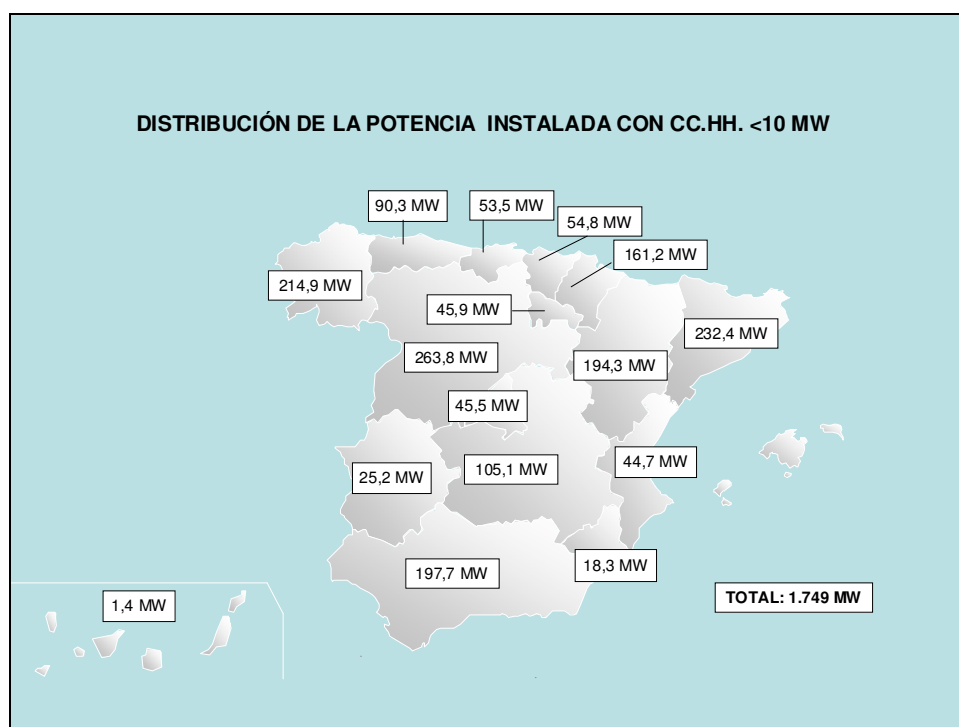 DISTRIBUCIÓN DE LA POTENCIA INSTALADA CON CC.HH. <10 MW
90,3 MW
53,5 MW
54,8 MW
161,2 MW
214,9 MW
45,9 MW
232,4 MW
263,8 MW
194,3 MW
45,5 MW
44,7 MW
105,1 MW
25,2 MW
18,3 MW
197,7 MW
TOTAL: 1.749 MW
1,4 MW